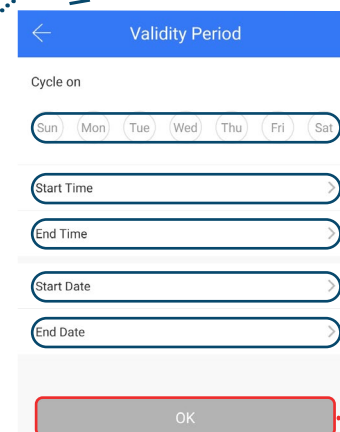 Validity Period
Cycle on
Sun Mon Tue Wed Thu Fri Sat
Start Time
End Time
Start Date
End Date
OK